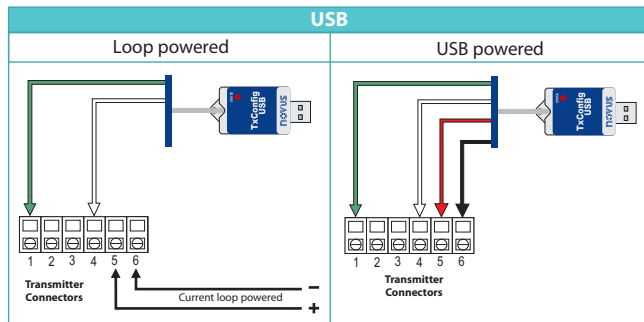 USB
Loop powered
USB powered
TxConfig
USB
novus
TxConfig
USB
novus
1 2 3 4 5 6
Transmitter
Connectors
Current loop powered
−
+
1 2 3 4 5 6
Transmitter
Connectors